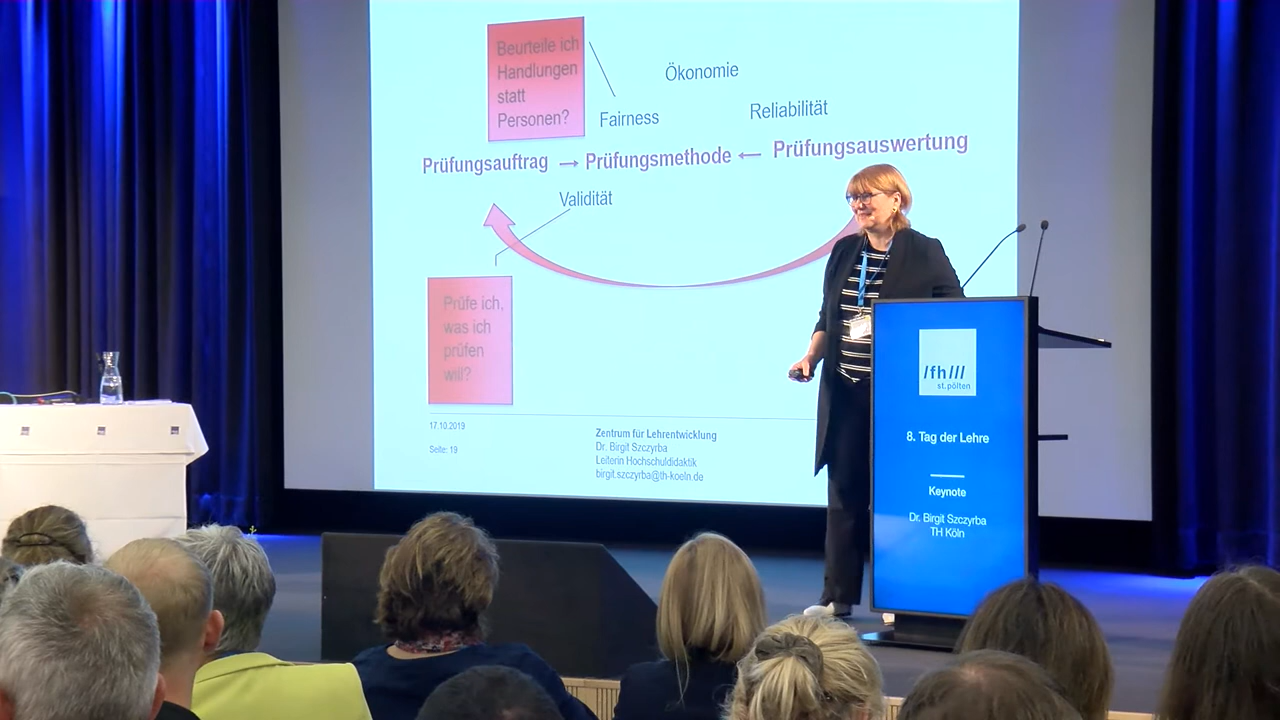 Beurteile ich
Handlungen
statt
Personen?
Ökonomie
Fairness
Reliabilität
Prüfungsauftrag → Prüfungsmethode ← Prüfungsauswertung
Validität
Prüfe ich,
was ich
prüfen
will?
17.10.2019
Seite: 19
Zentrum für Lehrentwicklung
Dr. Birgit Szczyrba
Leiterin Hochschuldidaktik
birgit.szczyrba@th-koeln.de
/fh///
st.pölten
8. Tag der Lehre
Keynote
Dr. Birgit Szczyrba
TH Köln